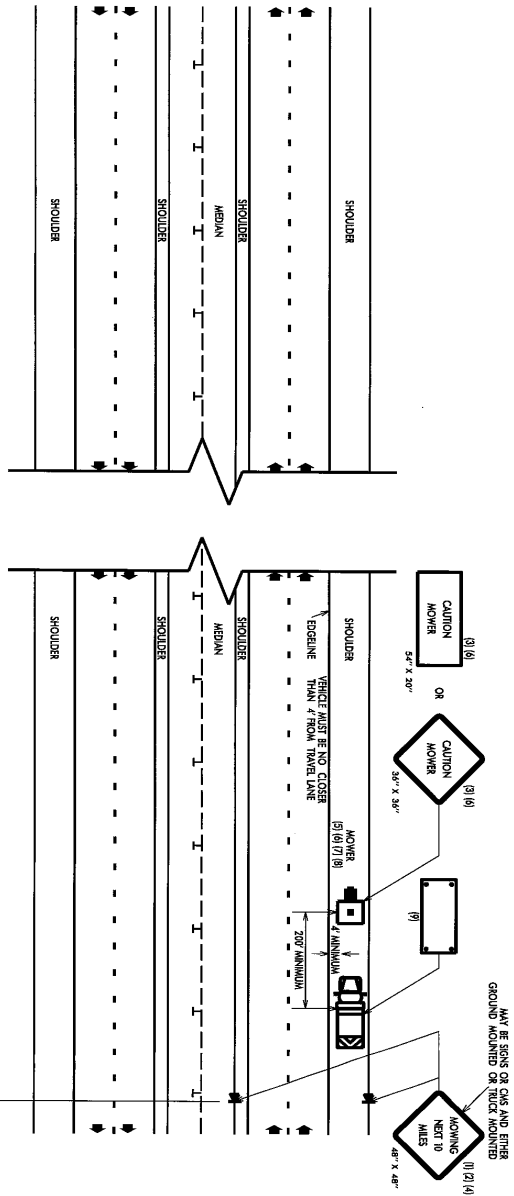 MAY BE SIGNS OR CMS AND EITHER
GROUND MOUNTED OR TRUCK MOUNTED
MOWING
NEXT 10
MILES
(1) (2) (4)
48" X 48"
(9)
CAUTION
MOWER
(3) (6)
36" X 36"
OR
CAUTION
MOWER
(3) (6)
54" X 20"
SHOULDER
SHOULDER
MOWER
(5) (6) (7) (8)
4' MINIMUM
200' MINIMUM
VEHICLE MUST BE NO CLOSER
THAN 4' FROM TRAVEL LANE
EDGELINE
SHOULDER
SHOULDER
MEDIAN
MEDIAN
SHOULDER
SHOULDER
SHOULDER
SHOULDER